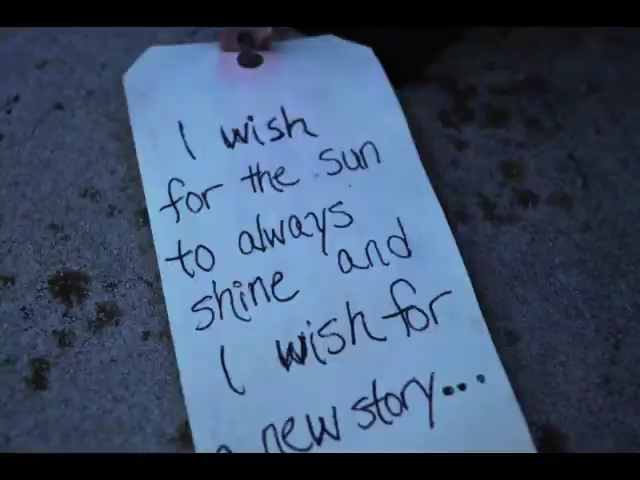 I wish
for the sun
to always
shine and
I wish for
a new story...